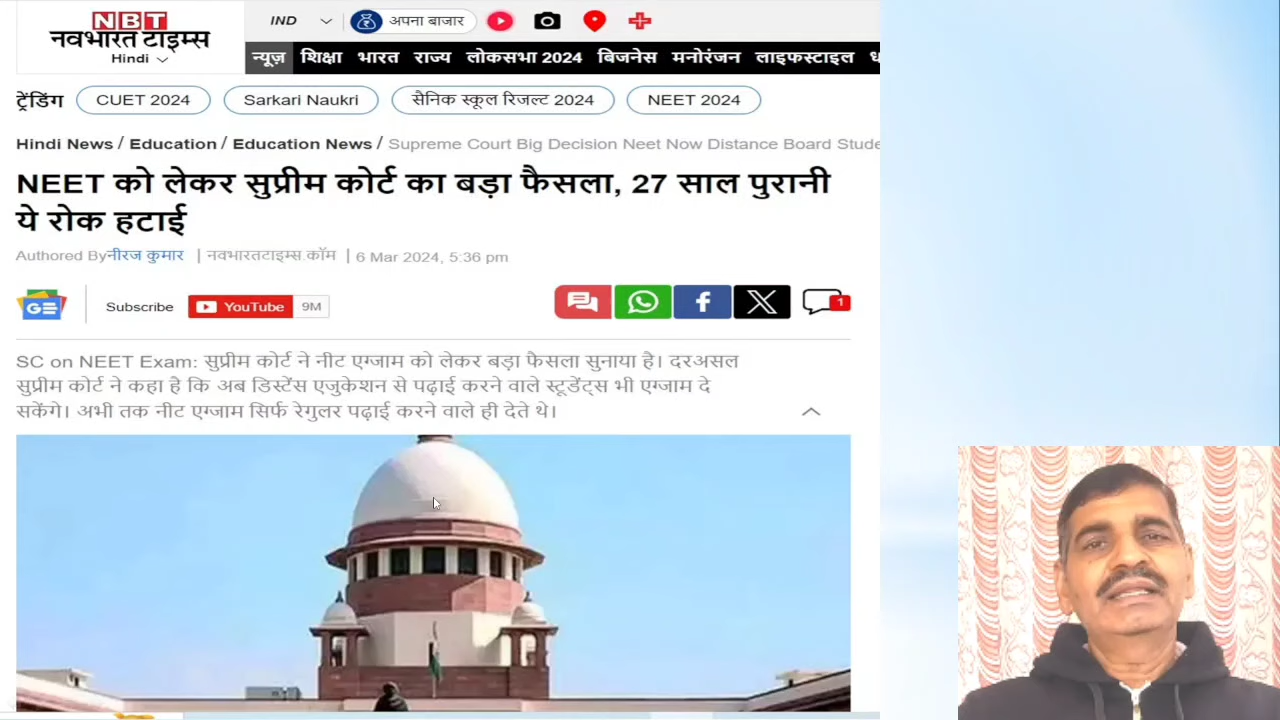 NBT
नवभारत टाइम्स
Hindi
IND
अपना बाजार
न्यूज़ शिक्षा भारत राज्य लोकसभा 2024 बिजनेस मनोरंजन लाइफस्टाइल
ट्रेंडिंग CUET 2024 Sarkari Naukri सैनिक स्कूल रिजल्ट 2024 NEET 2024
Hindi News / Education / Education News / Supreme Court Big Decision Neet Now Distance Board Stude
NEET को लेकर सुप्रीम कोर्ट का बड़ा फैसला, 27 साल पुरानी
ये रोक हटाई
Authored By नीरज कुमार | नवभारतटाइम्स.कॉम | 6 Mar 2024, 5:36 pm
Subscribe YouTube 9M
1
SC on NEET Exam: सुप्रीम कोर्ट ने नीट एग्जाम को लेकर बड़ा फैसला सुनाया है। दरअसल
सुप्रीम कोर्ट ने कहा है कि अब डिस्टेंस एजुकेशन से पढ़ाई करने वाले स्टूडेंट्स भी एग्जाम दे
सकेंगे। अभी तक नीट एग्जाम सिर्फ रेगुलर पढ़ाई करने वाले ही देते थे।